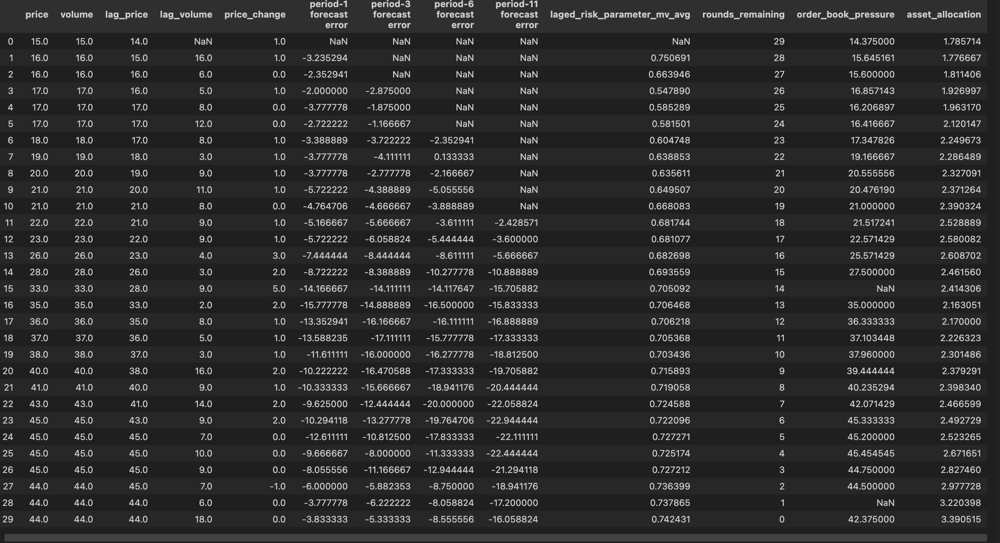 price volume lag_price lag_volume price_change period-1 forecast error period-3 forecast error period-6 forecast error period-11 forecast error laged_risk_parameter_mv_avg rounds_remaining order_book_pressure asset_allocation
0 15.0 15.0 14.0 NaN 1.0 NaN NaN NaN NaN NaN 29 14.375000 1.785714
1 16.0 16.0 15.0 16.0 1.0 -3.235294 NaN NaN NaN 0.750691 28 15.645161 1.776667
2 16.0 16.0 16.0 6.0 0.0 -2.352941 NaN NaN NaN 0.663946 27 15.600000 1.811406
3 17.0 17.0 16.0 5.0 1.0 -2.000000 -2.875000 NaN NaN 0.547890 26 16.857143 1.926997
4 17.0 17.0 17.0 8.0 0.0 -3.777778 -1.875000 NaN NaN 0.585289 25 16.206897 1.963170
5 17.0 17.0 17.0 12.0 0.0 -2.722222 -1.166667 NaN NaN 0.581501 24 16.416667 2.120147
6 18.0 18.0 17.0 8.0 1.0 -3.388889 -3.722222 -2.352941 NaN 0.604748 23 17.347826 2.249673
7 19.0 19.0 18.0 3.0 1.0 -3.777778 -4.111111 0.133333 NaN 0.638853 22 19.166667 2.286489
8 20.0 20.0 19.0 9.0 1.0 -3.777778 -2.777778 -2.166667 NaN 0.635611 21 20.555556 2.327091
9 21.0 21.0 20.0 11.0 1.0 -5.722222 -4.388889 -5.055556 NaN 0.649507 20 20.476190 2.371264
10 21.0 21.0 21.0 8.0 0.0 -4.764706 -4.666667 -3.888889 NaN 0.668083 19 21.000000 2.390324
11 22.0 22.0 21.0 9.0 1.0 -5.166667 -5.666667 -3.611111 -2.428571 0.681744 18 21.517241 2.528889
12 23.0 23.0 22.0 9.0 1.0 -5.722222 -6.058824 -5.444444 -3.600000 0.681077 17 22.571429 2.580082
13 26.0 26.0 23.0 4.0 3.0 -7.444444 -8.444444 -8.611111 -5.666667 0.682698 16 25.571429 2.608702
14 28.0 28.0 26.0 3.0 2.0 -8.722222 -8.388889 -10.277778 -10.888889 0.693559 15 27.500000 2.461560
15 33.0 33.0 28.0 9.0 5.0 -14.166667 -14.111111 -14.117647 -15.705882 0.705092 14 NaN 2.414306
16 35.0 35.0 33.0 2.0 2.0 -15.777778 -14.888889 -16.500000 -15.833333 0.706468 13 35.000000 2.163051
17 36.0 36.0 35.0 8.0 1.0 -13.352941 -16.166667 -16.111111 -16.888889 0.706218 12 36.333333 2.170000
18 37.0 37.0 36.0 5.0 1.0 -13.588235 -17.111111 -15.777778 -17.333333 0.705368 11 37.103448 2.226323
19 38.0 38.0 37.0 3.0 1.0 -11.611111 -16.000000 -16.277778 -18.812500 0.703436 10 37.960000 2.301486
20 40.0 40.0 38.0 16.0 2.0 -10.222222 -16.470588 -17.333333 -19.705882 0.715893 9 39.444444 2.379291
21 41.0 41.0 40.0 9.0 1.0 -10.333333 -15.666667 -18.941176 -20.444444 0.719058 8 40.235294 2.398340
22 43.0 43.0 41.0 14.0 2.0 -9.625000 -12.444444 -20.000000 -22.058824 0.724588 7 42.071429 2.466599
23 45.0 45.0 43.0 9.0 2.0 -10.294118 -13.277778 -19.764706 -22.944444 0.722096 6 45.333333 2.492729
24 45.0 45.0 45.0 7.0 0.0 -12.611111 -10.812500 -17.833333 -22.111111 0.727271 5 45.200000 2.523265
25 45.0 45.0 45.0 10.0 0.0 -9.666667 -8.000000 -11.333333 -22.444444 0.725174 4 45.454545 2.671651
26 45.0 45.0 45.0 9.0 0.0 -8.055556 -11.166667 -12.944444 -21.294118 0.727212 3 44.750000 2.827460
27 44.0 44.0 45.0 7.0 -1.0 -6.000000 -5.882353 -8.750000 -18.941176 0.736399 2 44.500000 2.977728
28 44.0 44.0 44.0 6.0 0.0 -3.777778 -6.222222 -8.058824 -17.200000 0.737865 1 NaN 3.220398
29 44.0 44.0 44.0 18.0 0.0 -3.833333 -5.333333 -8.555556 -16.058824 0.742431 0 42.375000 3.390515